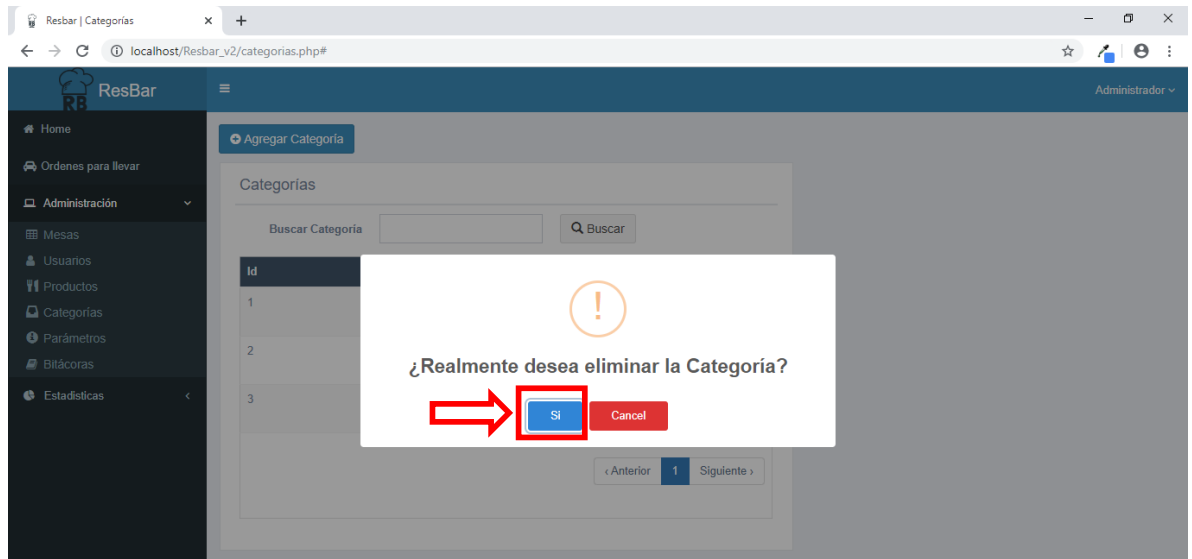 Resbar | Categorías
localhost/Resbar_v2/categorias.php#
RB
ResBar
Administrador
Home
Agregar Categoría
Ordenes para llevar
Categorías
Administración
Buscar Categoría
Buscar
Mesas
Usuarios
Id
Productos
1
Categorías
Parámetros
2
Bitácoras
¿Realmente desea eliminar la Categoría?
Estadisticas
3
Si
Cancel
‹ Anterior 1 Siguiente ›